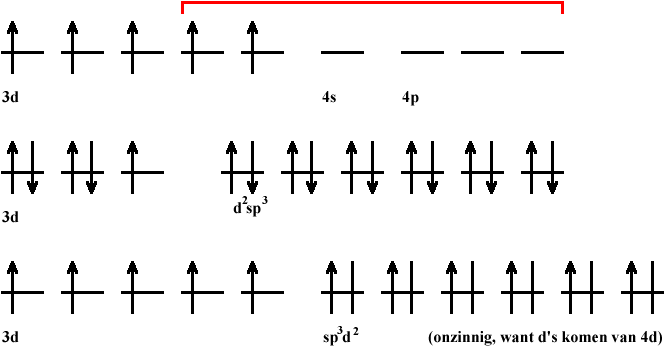 3d 4s 4p
3d d²sp³
3d sp³d² (onzinnig, want d's komen van 4d)